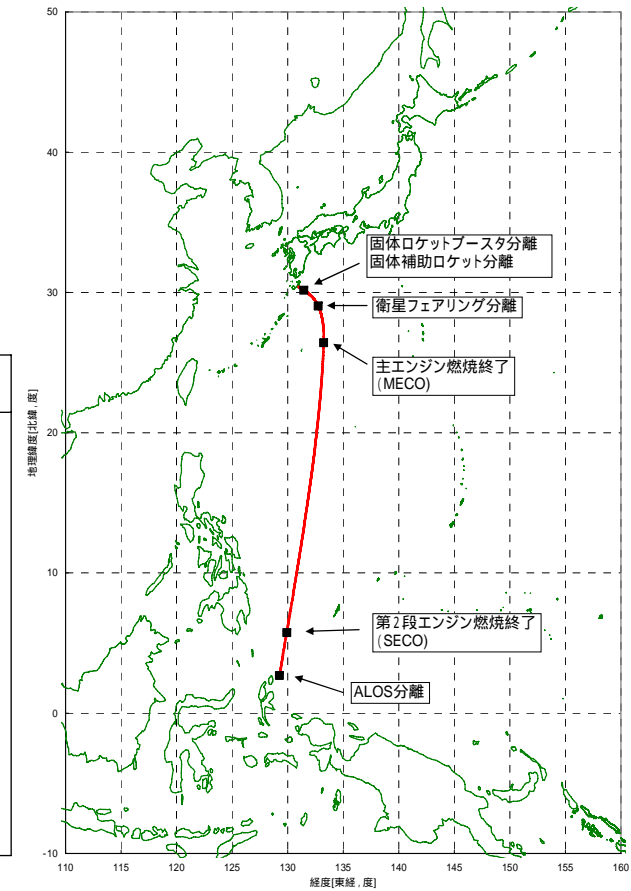 50
40
30
20
10
0
-10
地理緯度[北緯,度]
固体ロケットブースタ分離
固体補助ロケット分離
衛星フェアリング分離
主エンジン燃焼終了
(MECO)
第2段エンジン燃焼終了
(SECO)
ALOS分離
110 115 120 125 130 135 140 145 150 155 160
経度[東経,度]